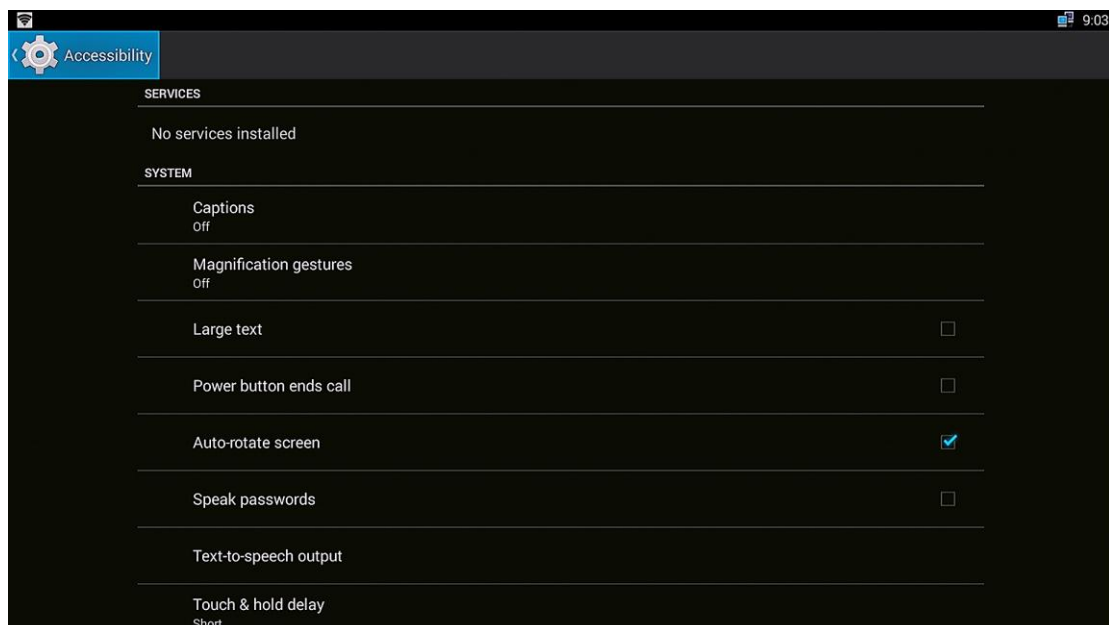 9:03
Accessibility
SERVICES
No services installed
SYSTEM
Captions
Off
Magnification gestures
Off
Large text
Power button ends call
Auto-rotate screen
Speak passwords
Text-to-speech output
Touch & hold delay
Short